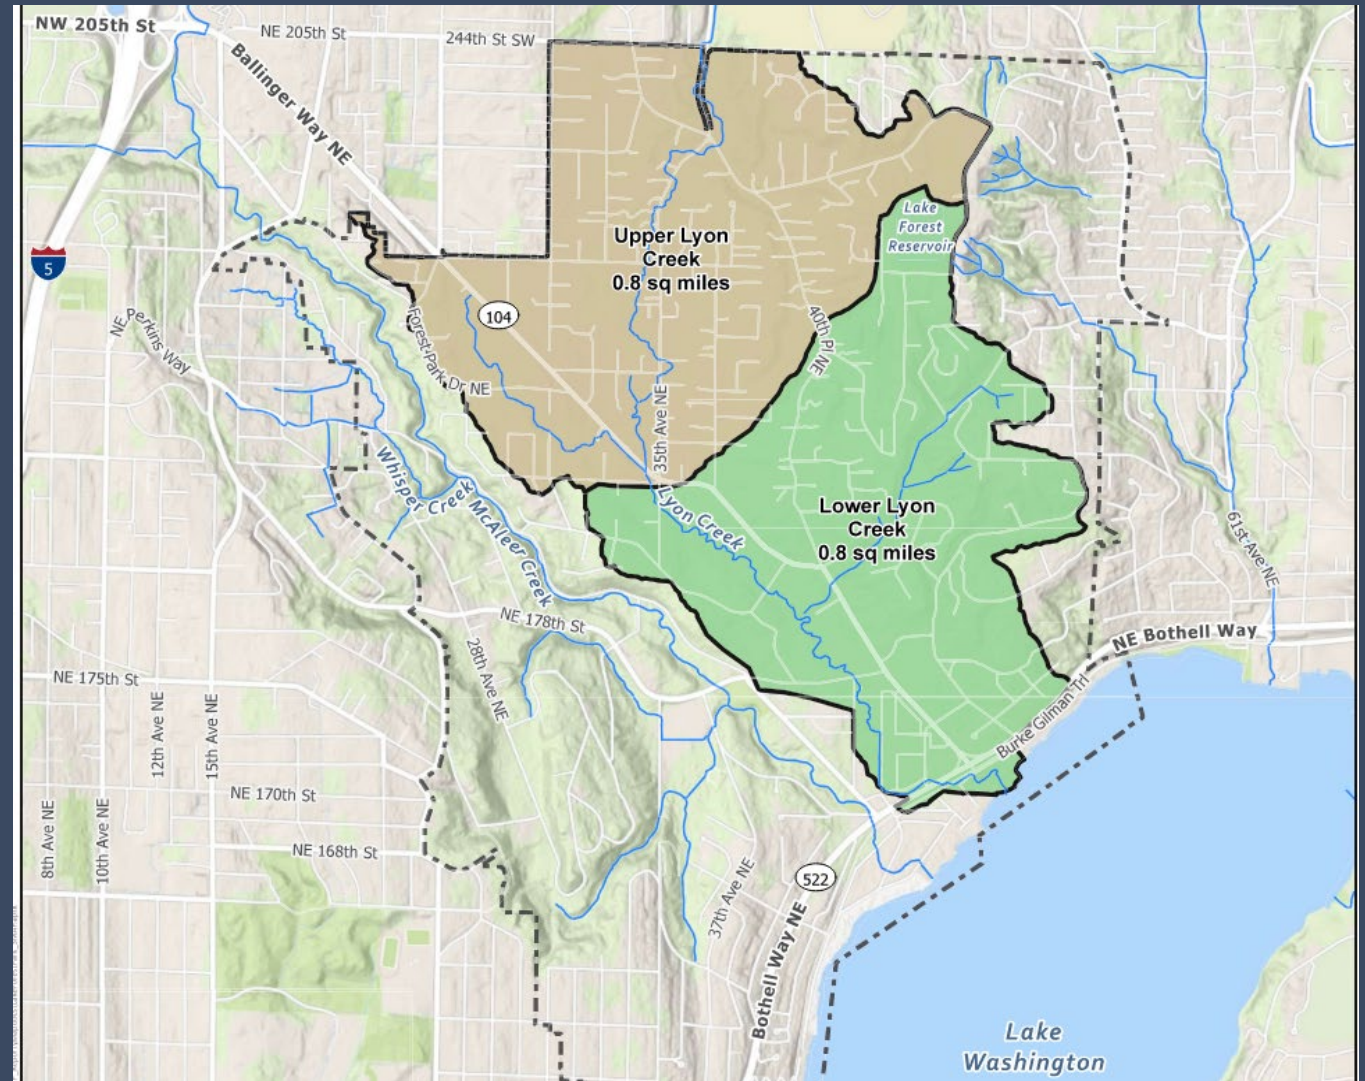 NW 205th St
NE 205th St
244th St SW
Ballinger Way NE
Lake
Forest
Reservoir
Upper Lyon
Creek
0.8 sq miles
5
104
NE Perkins Way
Forest Park Dr NE
40th Pl NE
35th Ave NE
Whisper Creek
McAleer Creek
Lyon Creek
Lower Lyon
Creek
0.8 sq miles
61st Ave NE
NE 178th St
NE Bothell Way
28th Ave NE
NE 175th St
12th Ave NE
15th Ave NE
Burke Gilman Trl
NE 170th St
8th Ave NE
10th Ave NE
NE 168th St
522
37th Ave NE
Bothell Way NE
Lake
Washington